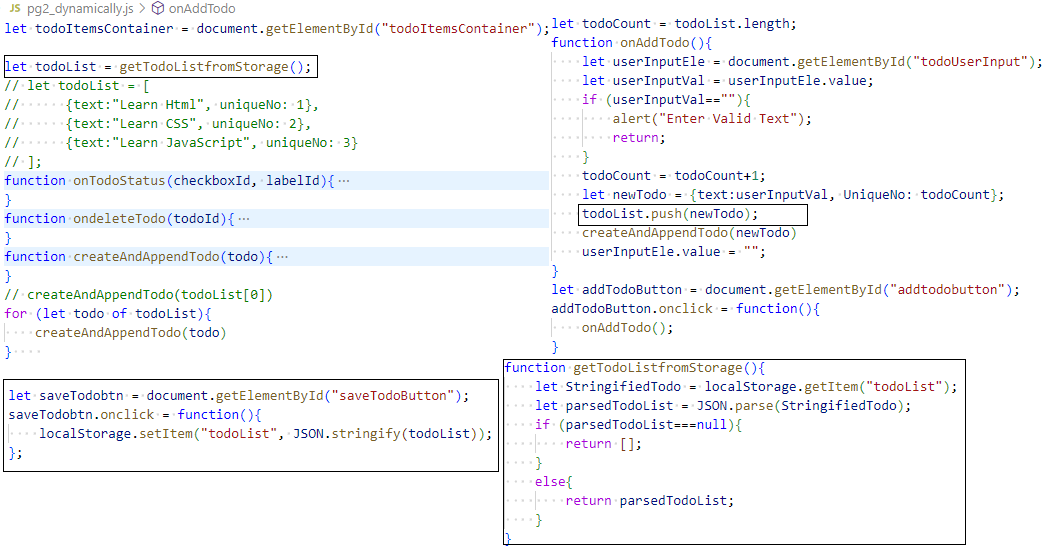 JS pg2_dynamically.js > onAddTodo
let todoItemsContainer = document.getElementById("todoItemsContainer");
let todoList = getTodoListfromStorage();
// let todoList = [
//      {text:"Learn Html", uniqueNo: 1},
//      {text:"Learn CSS", uniqueNo: 2},
//      {text:"Learn JavaScript", uniqueNo: 3}
// ];
function onTodoStatus(checkboxId, labelId){ ···
}
function ondeleteTodo(todoId){ ···
}
function createAndAppendTodo(todo){ ···
}
// createAndAppendTodo(todoList[0])
for (let todo of todoList){
    createAndAppendTodo(todo)
}
let saveTodobtn = document.getElementById("saveTodoButton");
saveTodobtn.onclick = function(){
    localStorage.setItem("todoList", JSON.stringify(todoList));
};
let todoCount = todoList.length;
function onAddTodo(){
    let userInputEle = document.getElementById("todoUserInput");
    let userInputVal = userInputEle.value;
    if (userInputVal==""){
        alert("Enter Valid Text");
        return;
    }
    todoCount = todoCount+1;
    let newTodo = {text:userInputVal, UniqueNo: todoCount};
    todoList.push(newTodo);
    createAndAppendTodo(newTodo)
    userInputEle.value = "";
}
let addTodoButton = document.getElementById("addtodobutton");
addTodoButton.onclick = function(){
    onAddTodo();
}
function getTodoListfromStorage(){
    let StringifiedTodo = localStorage.getItem("todoList");
    let parsedTodoList = JSON.parse(StringifiedTodo);
    if (parsedTodoList===null){
        return [];
    }
    else{
        return parsedTodoList;
    }
}